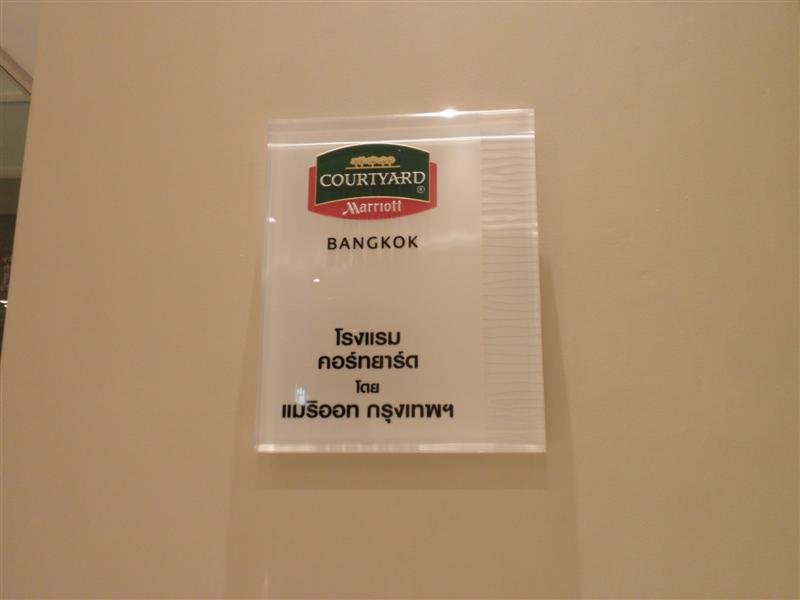 COURTYARD®
Marriott
BANGKOK
โรงแรม
คอร์ทยาร์ด
โดย
แมริออท กรุงเทพฯ